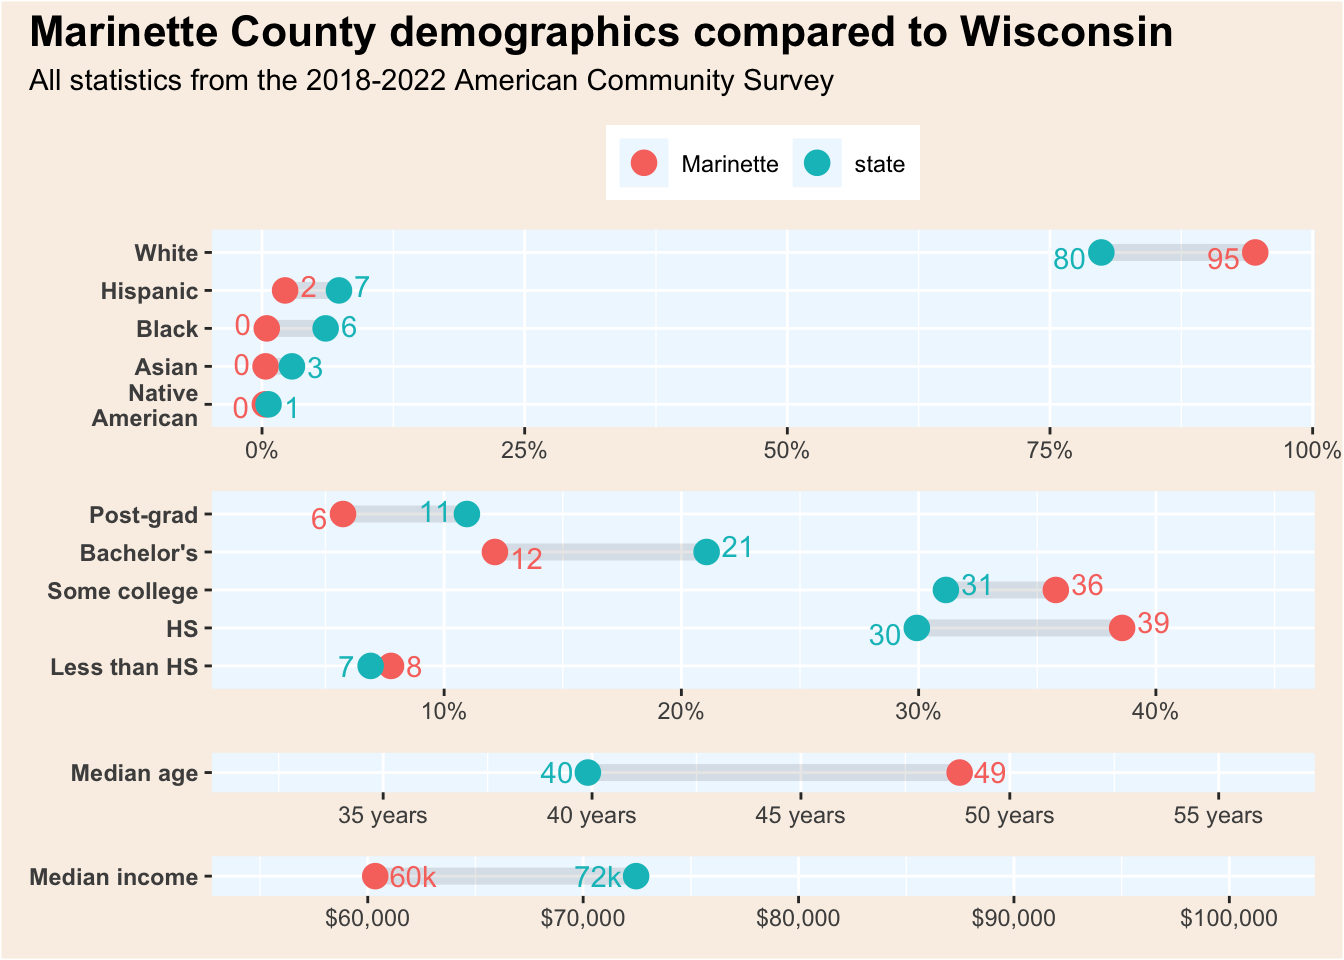 Marinette County demographics compared to Wisconsin
All statistics from the 2018-2022 American Community Survey
Marinette state
White 80 95
Hispanic 2 7
Black 0 6
Asian 0 3
Native
American 0 1
0% 25% 50% 75% 100%
Post-grad 6 11
Bachelor's 12 21
Some college 31 36
HS 30 39
Less than HS 7 8
10% 20% 30% 40%
Median age 40 49
35 years 40 years 45 years 50 years 55 years
Median income 60k 72k
$60,000 $70,000 $80,000 $90,000 $100,000